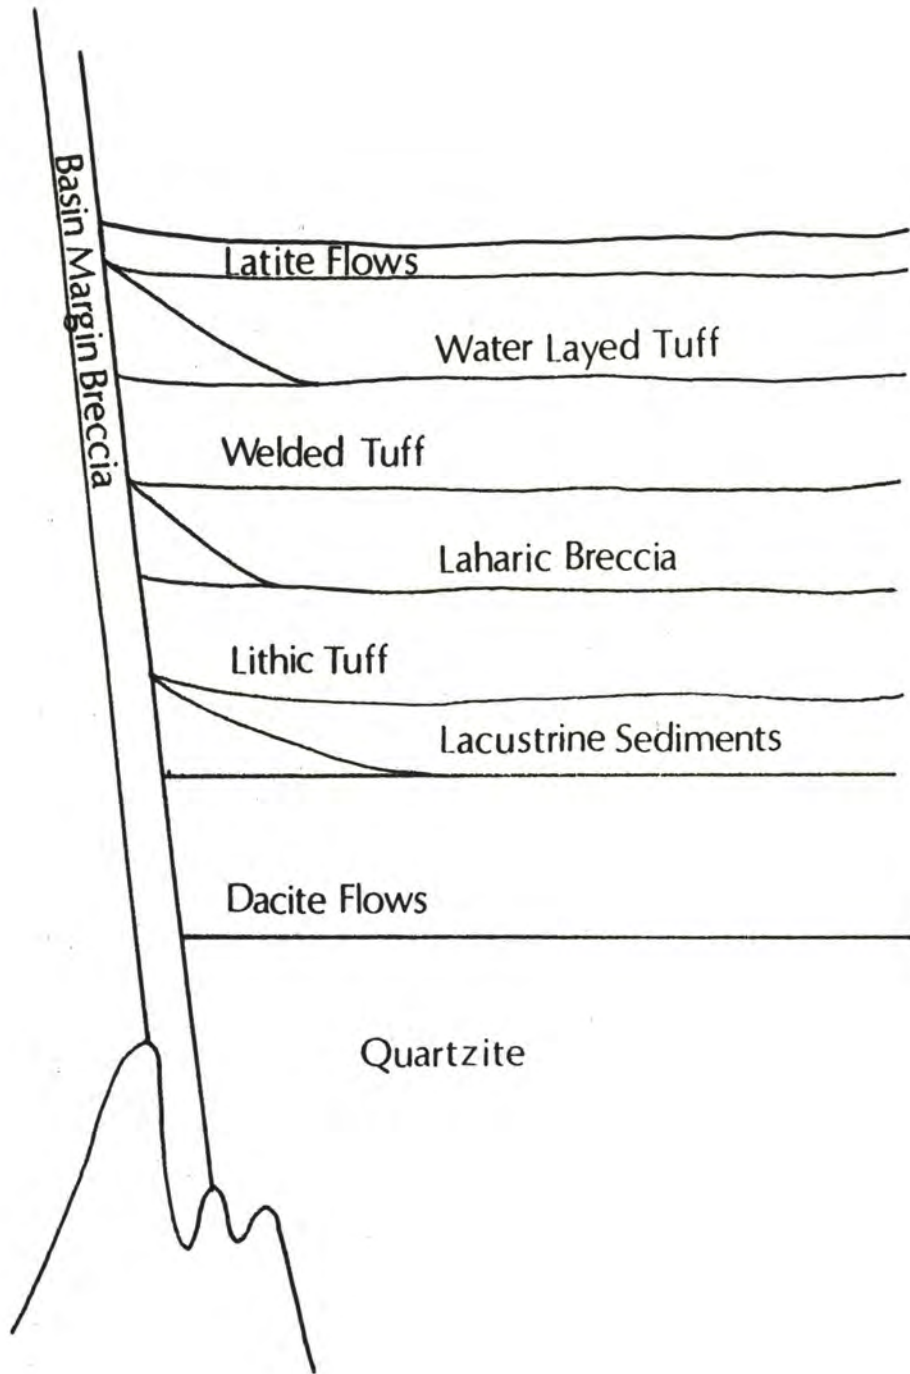 Basin Margin Breccia
Latite Flows
Water Layed Tuff
Welded Tuff
Laharic Breccia
Lithic Tuff
Lacustrine Sediments
Dacite Flows
Quartzite